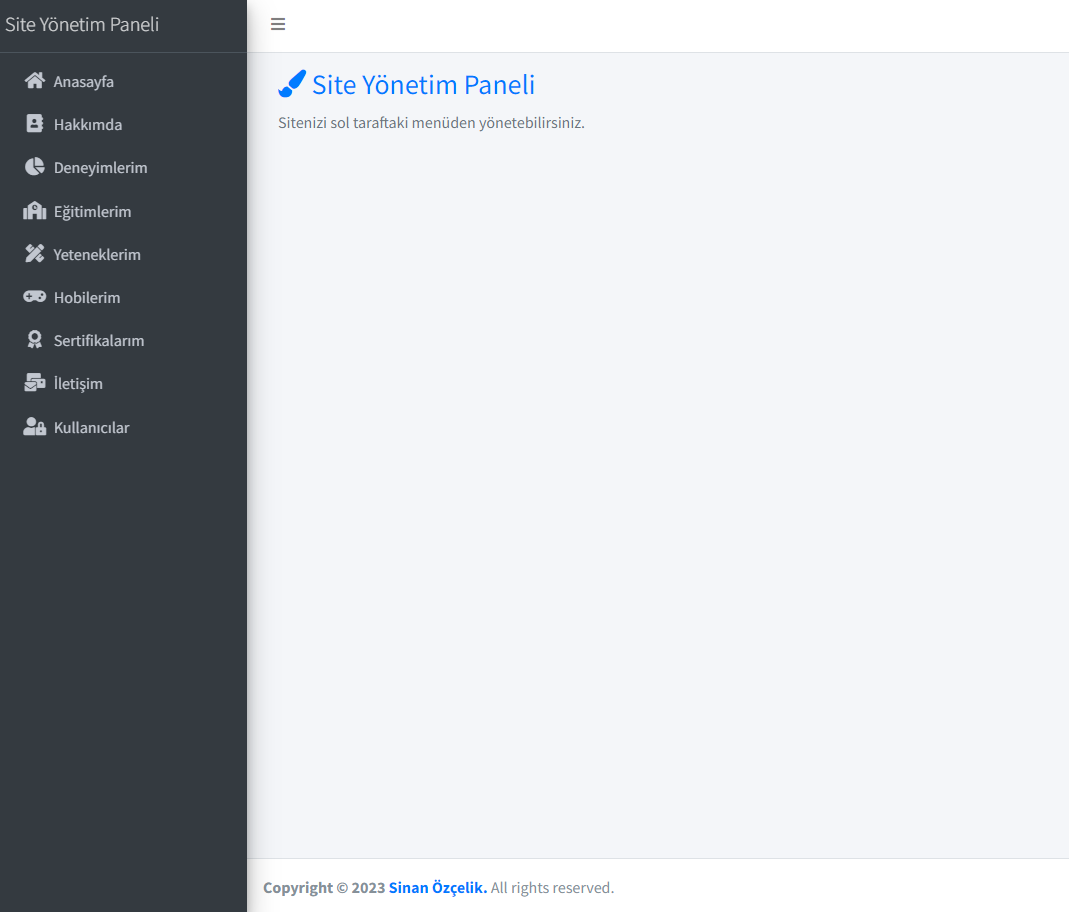 Site Yönetim Paneli
Anasayfa
Hakkımda
Deneyimlerim
Eğitimlerim
Yeteneklerim
Hobilerim
Sertifikalarım
İletişim
Kullanıcılar
Site Yönetim Paneli
Sitenizi sol taraftaki menüden yönetebilirsiniz.
Copyright © 2023 Sinan Özçelik. All rights reserved.